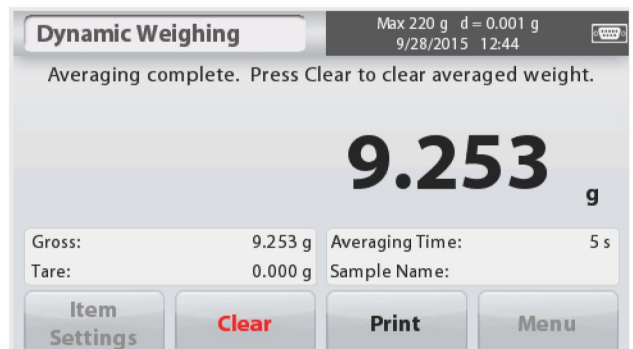 Dynamic Weighing
Max 220 g d = 0.001 g
9/28/2015 12:44
Averaging complete. Press Clear to clear averaged weight.
9.253 g
Gross: 9.253 g
Tare: 0.000 g
Averaging Time: 5 s
Sample Name:
Item
Settings
Clear
Print
Menu